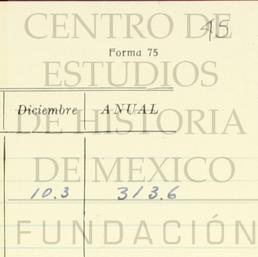 CENTRO DE
45
ESTUDIOS
Forma 75
Diciembre ANUAL
DE HISTORIA
DE MEXICO
10.3 313.6
FUNDACIÓN